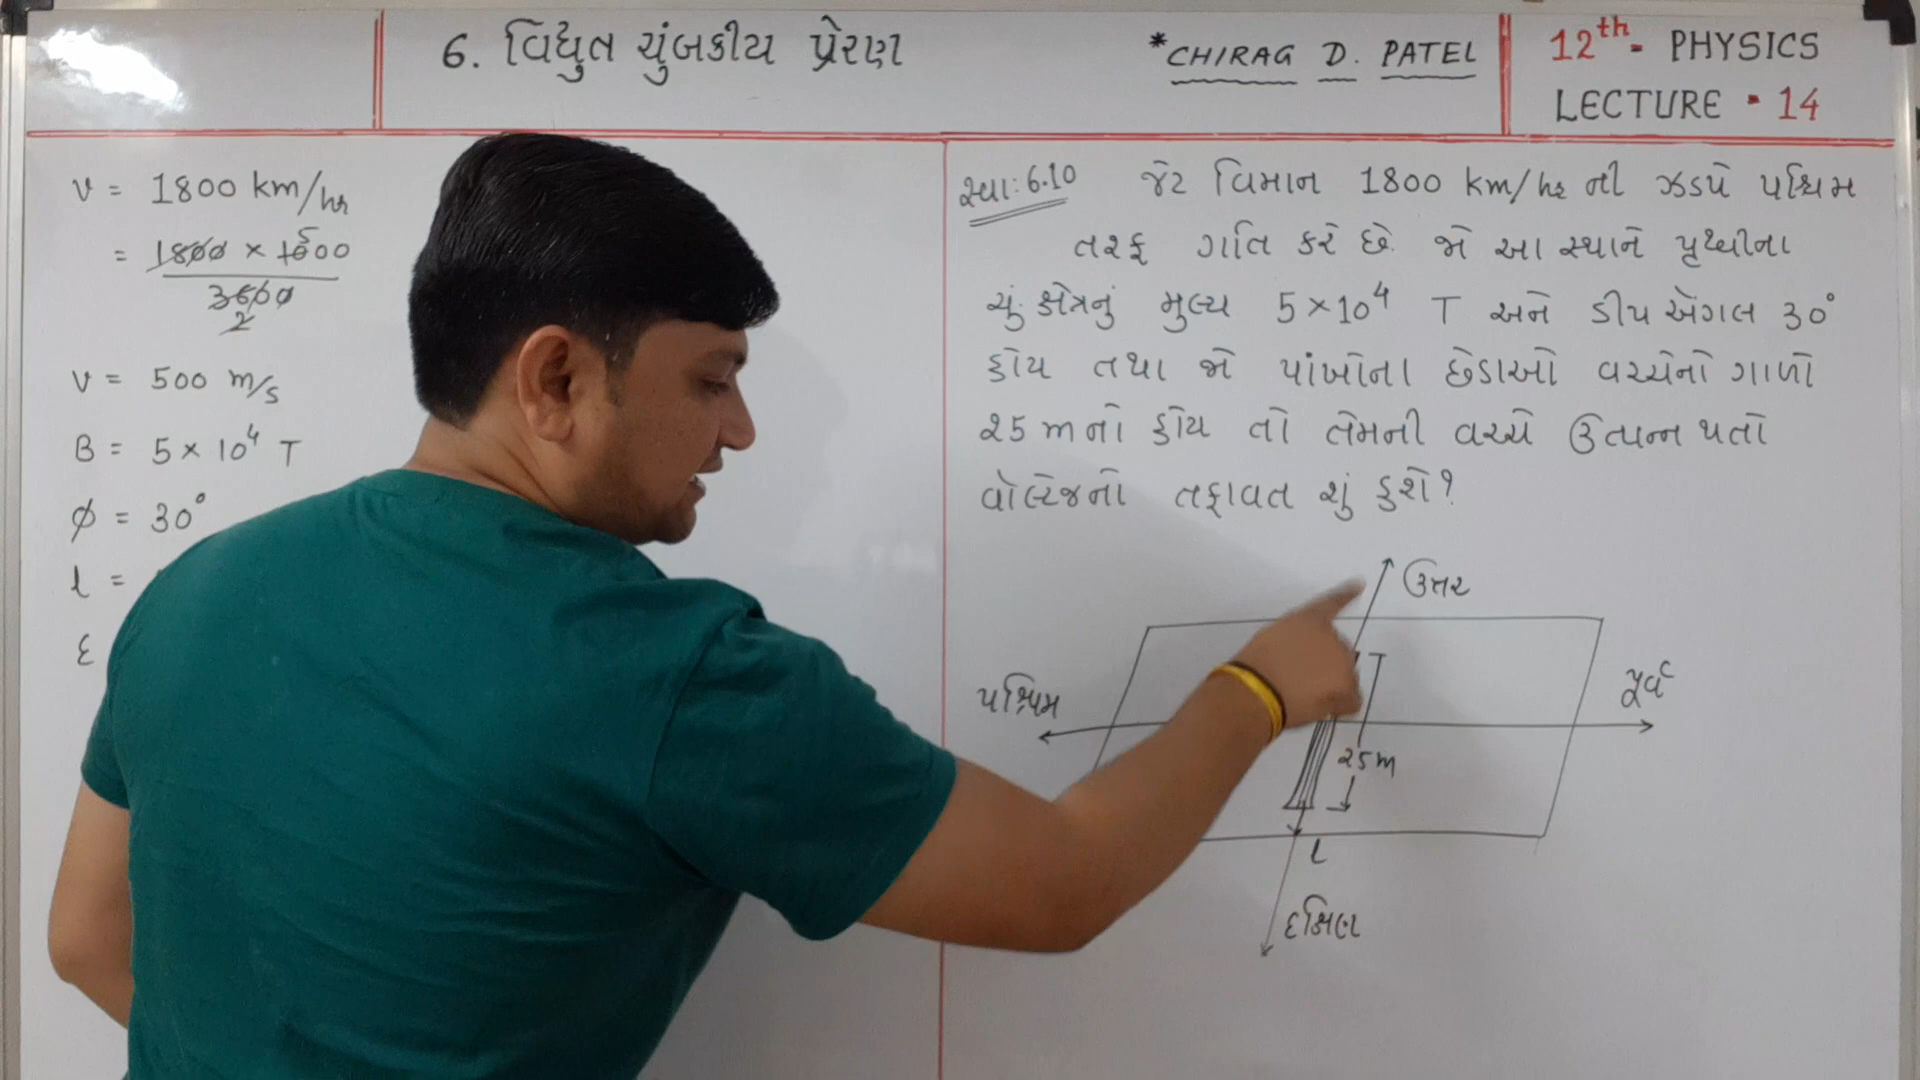 6. વિદ્યુત ચુંબકીય પ્રેરણ
*CHIRAG D. PATEL
12th- PHYSICS
LECTURE - 14
v = 1800 km/hr
= 1800 × 1000
3600
5
2
v = 500 m/s
B = 5 × 10⁴ T
φ = 30°
l =
ε
સ્વા: 6.10 જેટ વિમાન 1800 km/hr ની ઝડપે પશ્ચિમ
તરફ ગતિ કરે છે. જો આ સ્થાને પૃથ્વીના
ચું. ક્ષેત્રનું મુલ્ય 5×10⁴ T અને ડીપ એંગલ 30°
હોય તથા જો પાંખોના છેડાઓ વચ્ચેનો ગાળો
25 m નો હોય તો તેમની વચ્ચે ઉત્પન્ન થતો
વોલ્ટેજનો તફાવત શું હશે?
ઉત્તર
પશ્ચિમ
પૂર્વ
25 m
l
દક્ષિણ